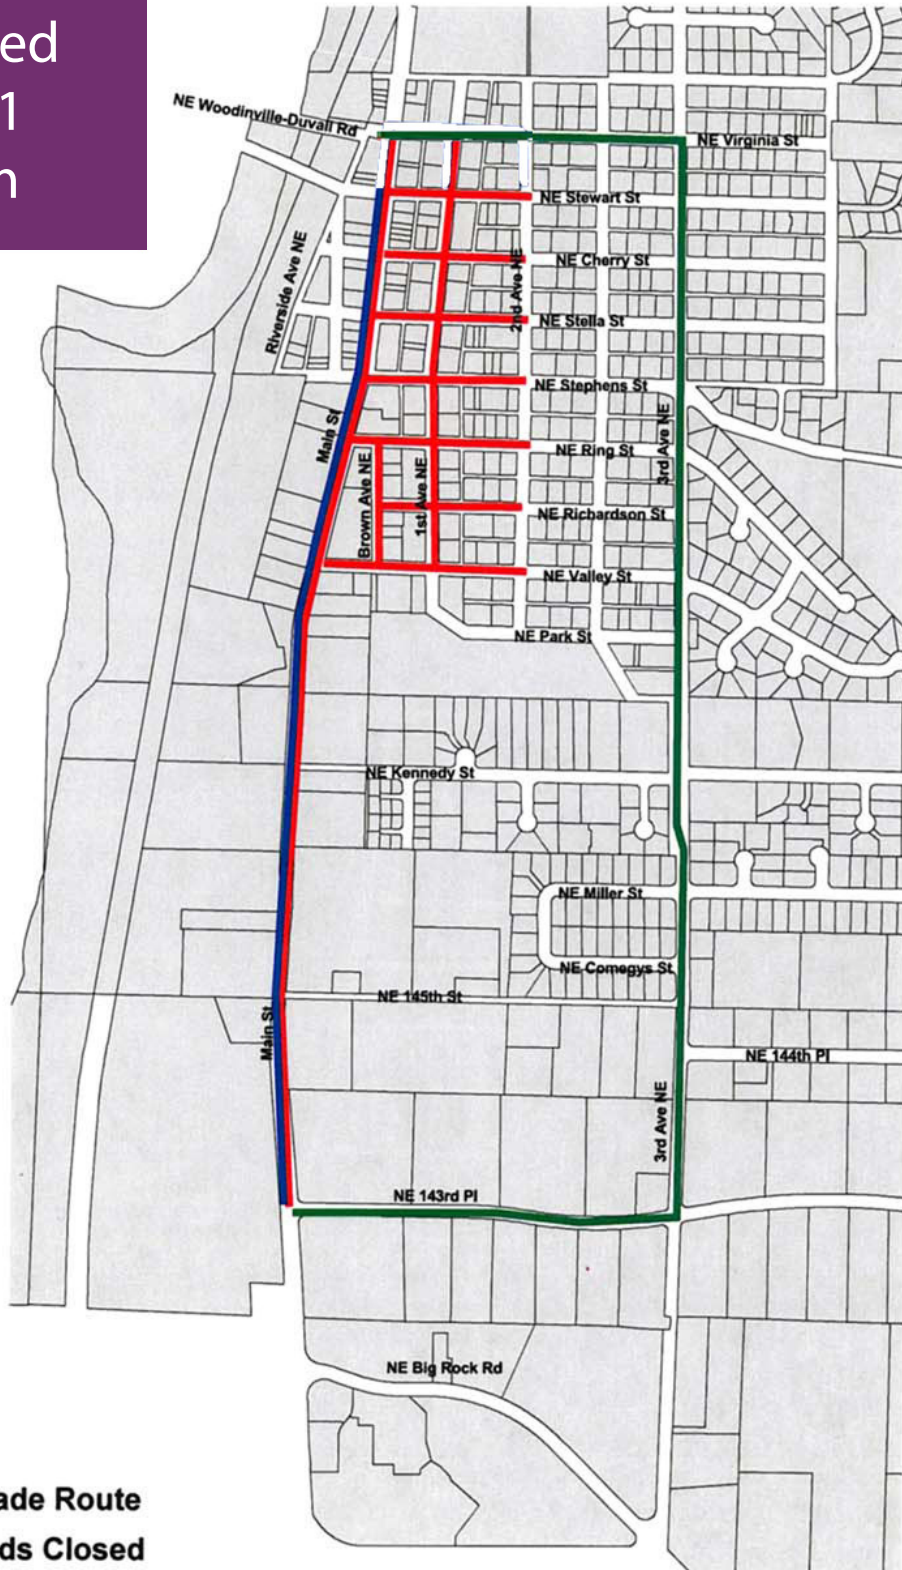 ed
1
n
NE Woodinville-Duvall Rd
NE Virginia St
NE Stewart St
Riverside Ave NE
2nd Ave NE
NE Cherry St
NE Stella St
NE Stephens St
Main St
3rd Ave NE
NE Ring St
Brown Ave NE
1st Ave NE
NE Richardson St
NE Valley St
NE Park St
NE Kennedy St
NE Miller St
NE Comegys St
NE 145th St
Main St
NE 144th Pl
3rd Ave NE
NE 143rd Pl
NE Big Rock Rd
ade Route
ds Closed